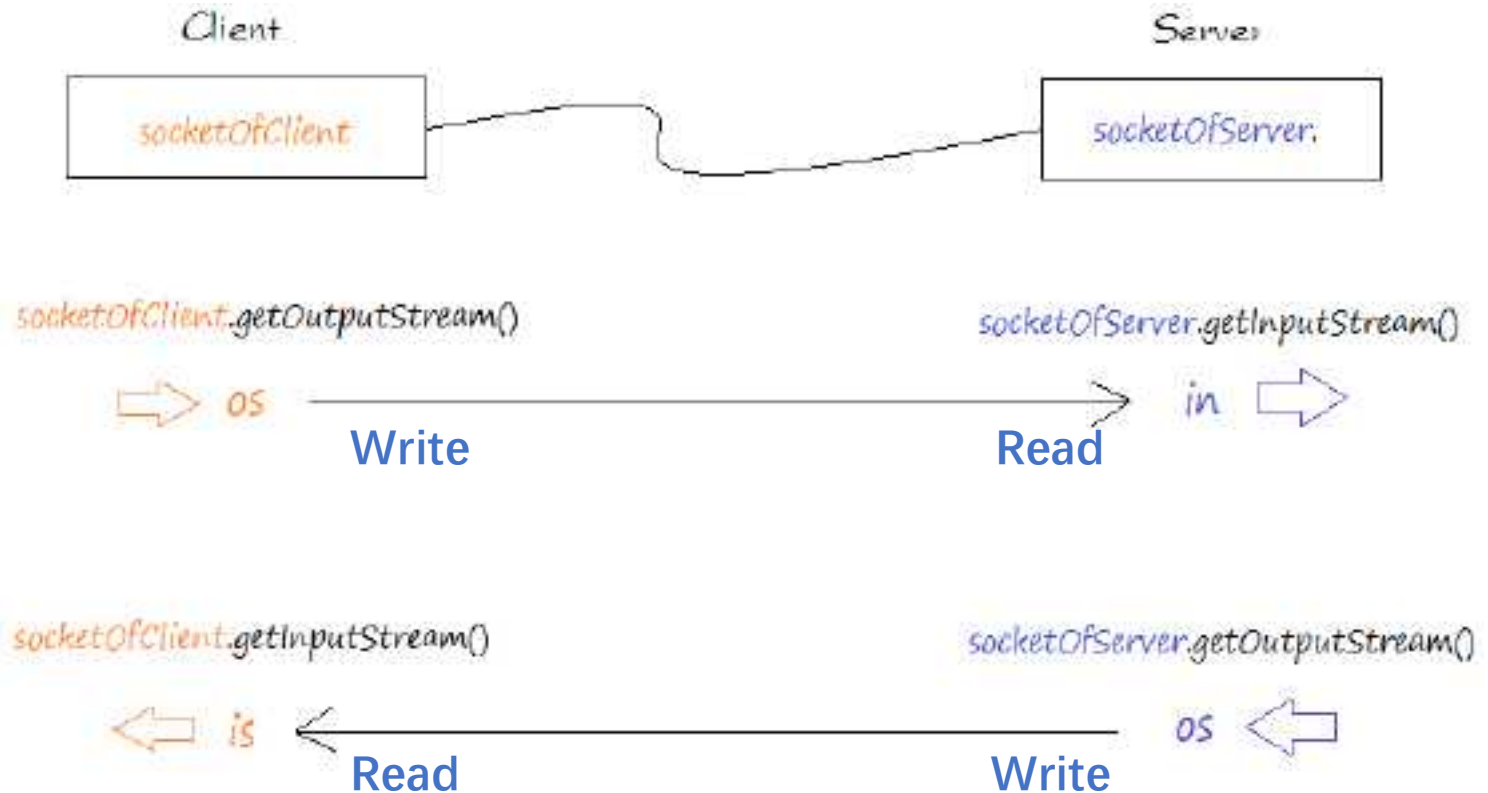 Client
Server
socketOfClient
socketOfServer.
socketOfClient.getOutputStream()
socketOfServer.getInputStream()
os
in
Write
Read
socketOfClient.getInputStream()
socketOfServer.getOutputStream()
is
os
Read
Write